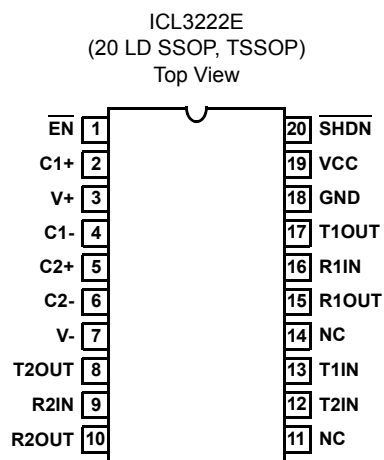 ICL3222E
(20 LD SSOP, TSSOP)
Top View
EN 1 20 SHDN
C1+ 2 19 VCC
V+ 3 18 GND
C1- 4 17 T1OUT
C2+ 5 16 R1IN
C2- 6 15 R1OUT
V- 7 14 NC
T2OUT 8 13 T1IN
R2IN 9 12 T2IN
R2OUT 10 11 NC